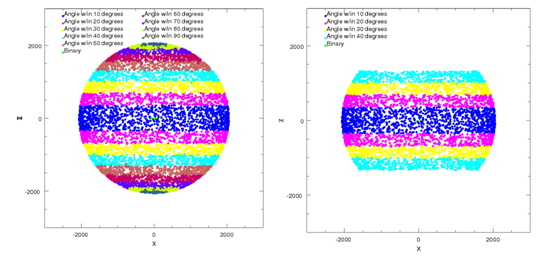 Angle w/in 10 degrees Angle w/in 60 degrees
Angle w/in 20 degrees Angle w/in 70 degrees
Angle w/in 30 degrees Angle w/in 80 degrees
Angle w/in 40 degrees Angle w/in 90 degrees
Angle w/in 50 degrees
Binary
2000
0
-2000
Z
-2000 0 2000
X
Angle w/in 10 degrees
Angle w/in 20 degrees
Angle w/in 30 degrees
Angle w/in 40 degrees
Binary
2000
0
-2000
Z
-2000 0 2000
X